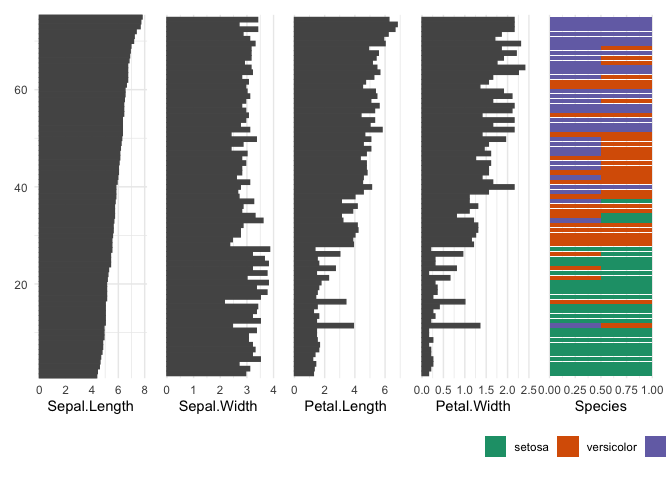 60
40
20
0 2 4 6 8
0 1 2 3 4
0 2 4 6
0.0 0.5 1.0 1.5 2.0 2.5
0.00 0.25 0.50 0.75 1.00
Sepal.Length Sepal.Width Petal.Length Petal.Width Species
setosa versicolor